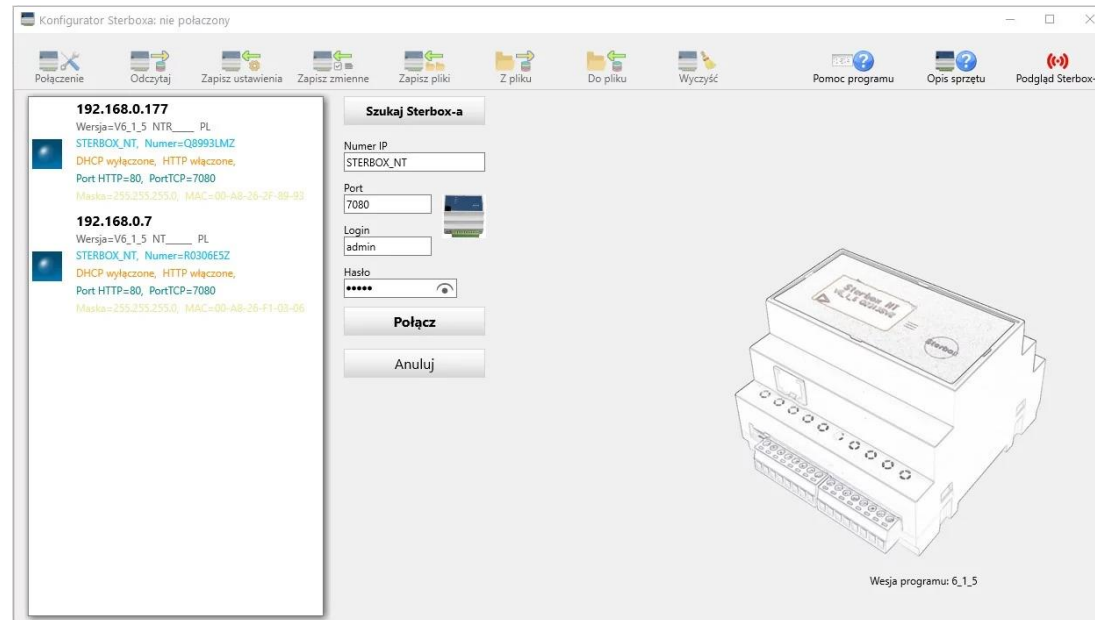 Konfigurator Sterboxa: nie połączony
Połączenie Odczytaj Zapisz ustawienia Zapisz zmienne Zapisz pliki Z pliku Do pliku Wyczyść Pomoc programu Opis sprzętu Podgląd Sterbox-
192.168.0.177
Wersja=V6_1_5 NTR____ PL
STERBOX_NT, Numer=Q8993LMZ
DHCP wyłączone, HTTP włączone,
Port HTTP=80, PortTCP=7080
Maska=255.255.255.0, MAC=00-A8-26-2F-89-93
192.168.0.7
Wersja=V6_1_5 NT_____ PL
STERBOX_NT, Numer=R0306E5Z
DHCP wyłączone, HTTP włączone,
Port HTTP=80, PortTCP=7080
Maska=255.255.255.0, MAC=00-A8-26-F1-03-06
Szukaj Sterbox-a
Numer IP
STERBOX_NT
Port
7080
Login
admin
Hasło
•••••
Połącz
Anuluj
Sterbox NT
Sterbox
Wesja programu: 6_1_5